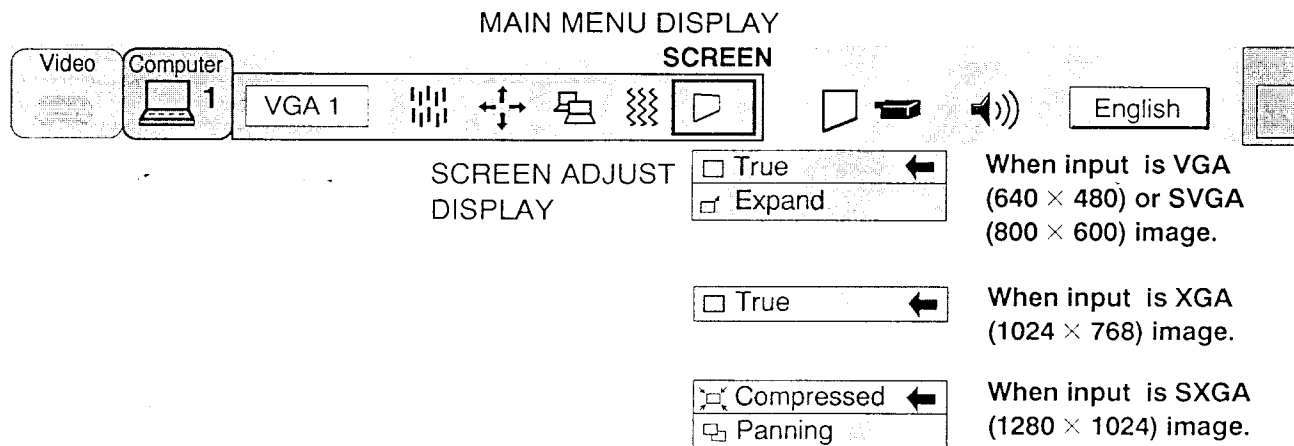 MAIN MENU DISPLAY
SCREEN
Video
Computer
1
VGA 1
English
SCREEN ADJUST
DISPLAY
True
Expand
When input is VGA
(640 × 480) or SVGA
(800 × 600) image.
True
When input is XGA
(1024 × 768) image.
Compressed
Panning
When input is SXGA
(1280 × 1024) image.